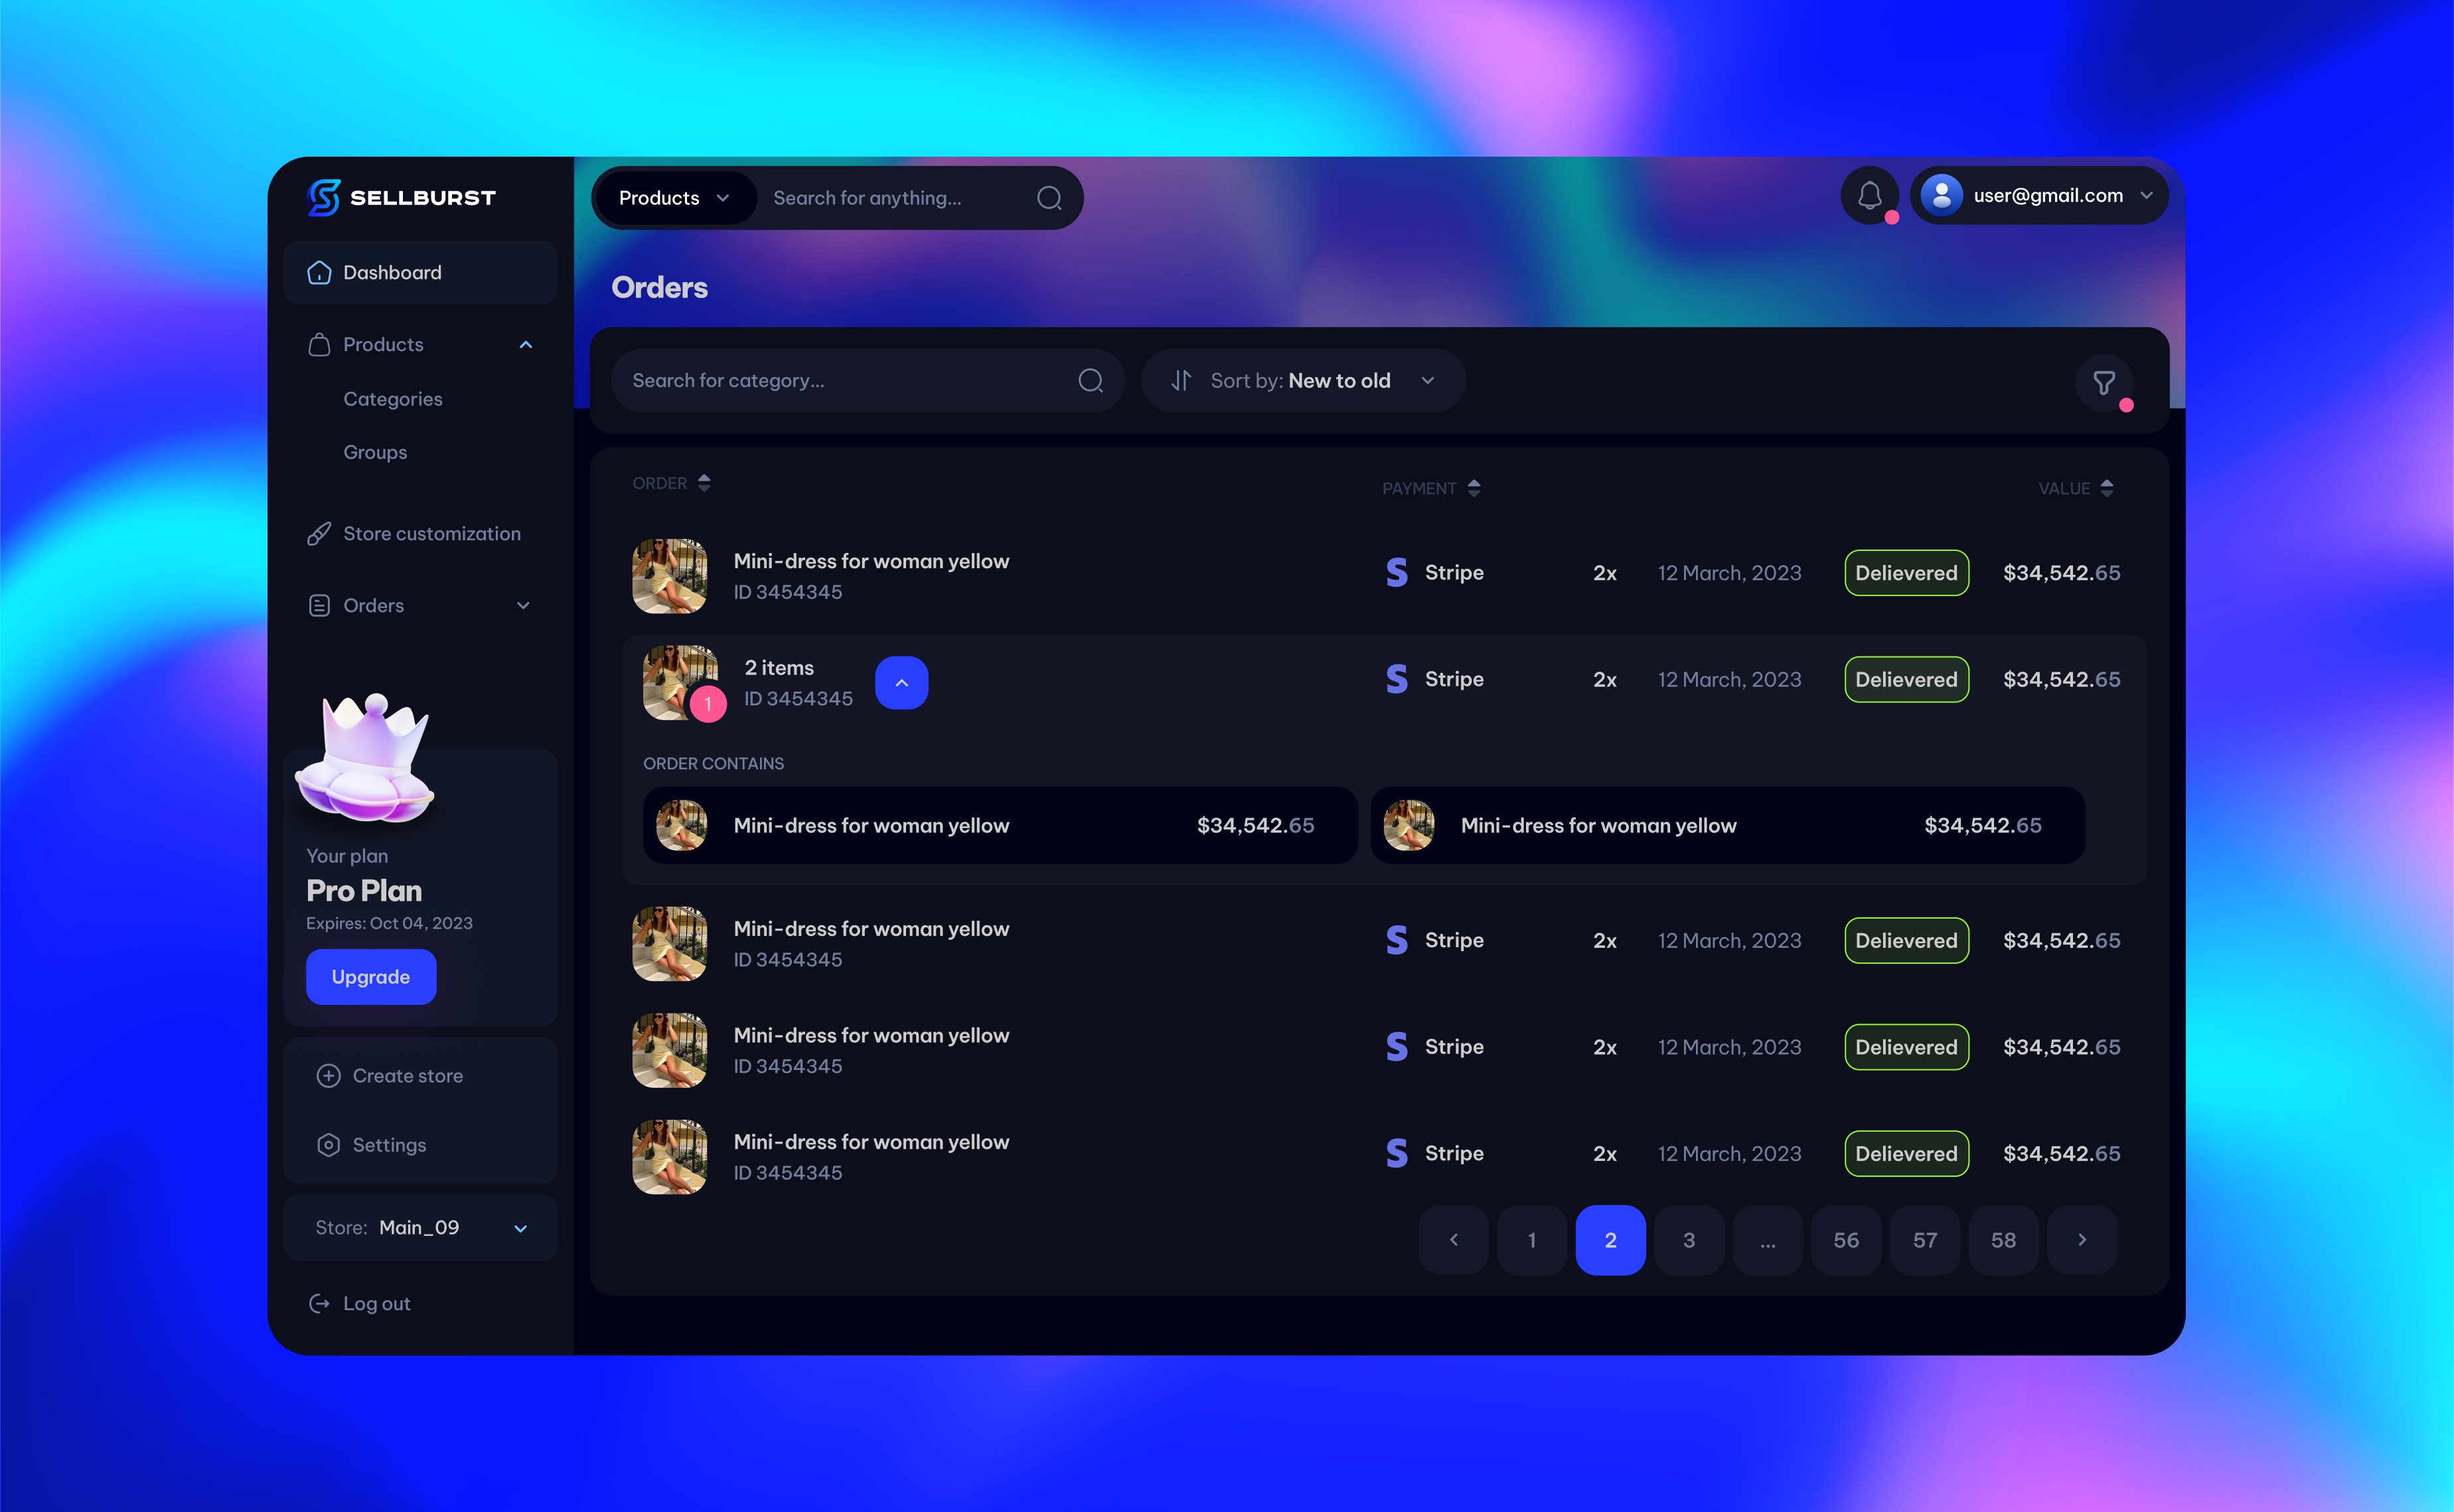 SELLBURST
Products
Search for anything...
user@gmail.com
Dashboard
Products
Categories
Groups
Store customization
Orders
Your plan
Pro Plan
Expires: Oct 04, 2023
Upgrade
Create store
Settings
Store: Main_09
Log out
Orders
Search for category...
Sort by: New to old
ORDER
PAYMENT
VALUE
Mini-dress for woman yellow
ID 3454345
Stripe
2x
12 March, 2023
Delievered
$34,542.65
1
2 items
ID 3454345
Stripe
2x
12 March, 2023
Delievered
$34,542.65
ORDER CONTAINS
Mini-dress for woman yellow
$34,542.65
Mini-dress for woman yellow
$34,542.65
Mini-dress for woman yellow
ID 3454345
Stripe
2x
12 March, 2023
Delievered
$34,542.65
Mini-dress for woman yellow
ID 3454345
Stripe
2x
12 March, 2023
Delievered
$34,542.65
Mini-dress for woman yellow
ID 3454345
Stripe
2x
12 March, 2023
Delievered
$34,542.65
1
2
3
...
56
57
58